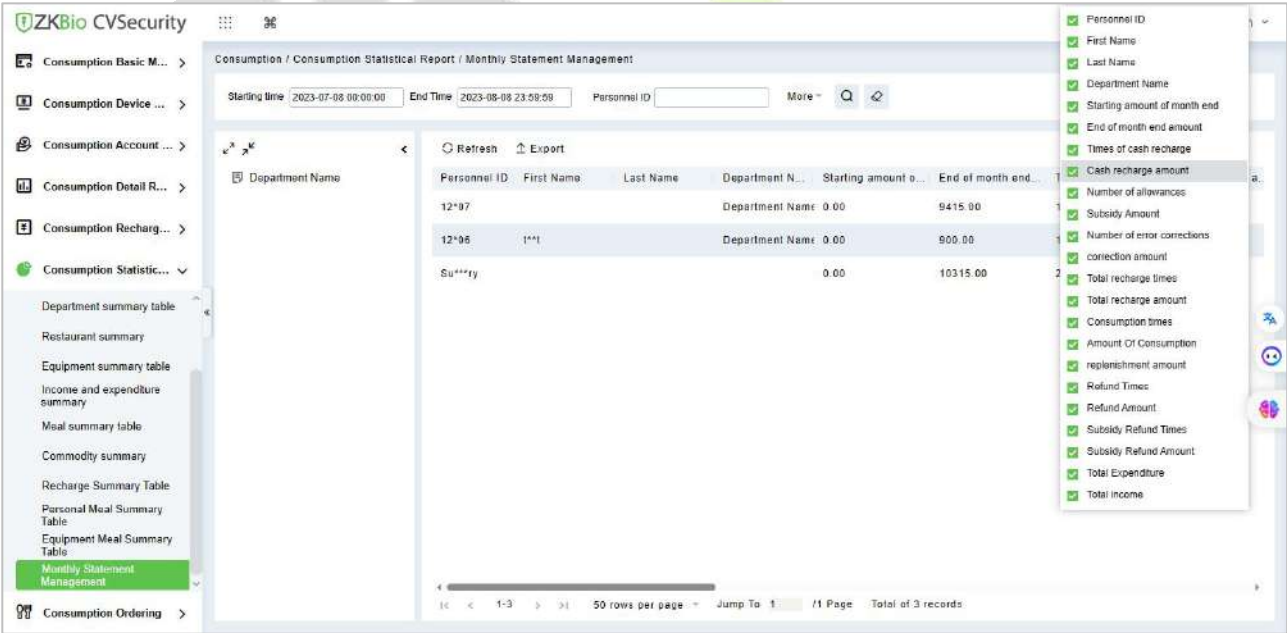 ZKBio CVSecurity
Consumption Basic M...
Consumption Device ...
Consumption Account ...
Consumption Detail R...
Consumption Recharg...
Consumption Statistic...
Department summary table
Restaurant summary
Equipment summary table
Income and expenditure
summary
Meal summary table
Commodity summary
Recharge Summary Table
Personal Meal Summary
Table
Equipment Meal Summary
Table
Monthly Statement
Management
Consumption Ordering
Consumption / Consumption Statistical Report / Monthly Statement Management
Starting time 2023-07-08 00:00:00 End Time 2023-08-08 23:59:59 Personnel ID More
Department Name
Refresh Export
Personnel ID First Name Last Name Department N... Starting amount o... End of month end...
12*07 Department Name 0.00 9415.00
12*06 t**t Department Name 0.00 900.00
Su***ry 0.00 10315.00
1-3 50 rows per page Jump To 1 /1 Page Total of 3 records
Personnel ID
First Name
Last Name
Department Name
Starting amount of month end
End of month end amount
Times of cash recharge
Cash recharge amount
Number of allowances
Subsidy Amount
Number of error corrections
correction amount
Total recharge times
Total recharge amount
Consumption times
Amount Of Consumption
replenishment amount
Refund Times
Refund Amount
Subsidy Refund Times
Subsidy Refund Amount
Total Expenditure
Total income